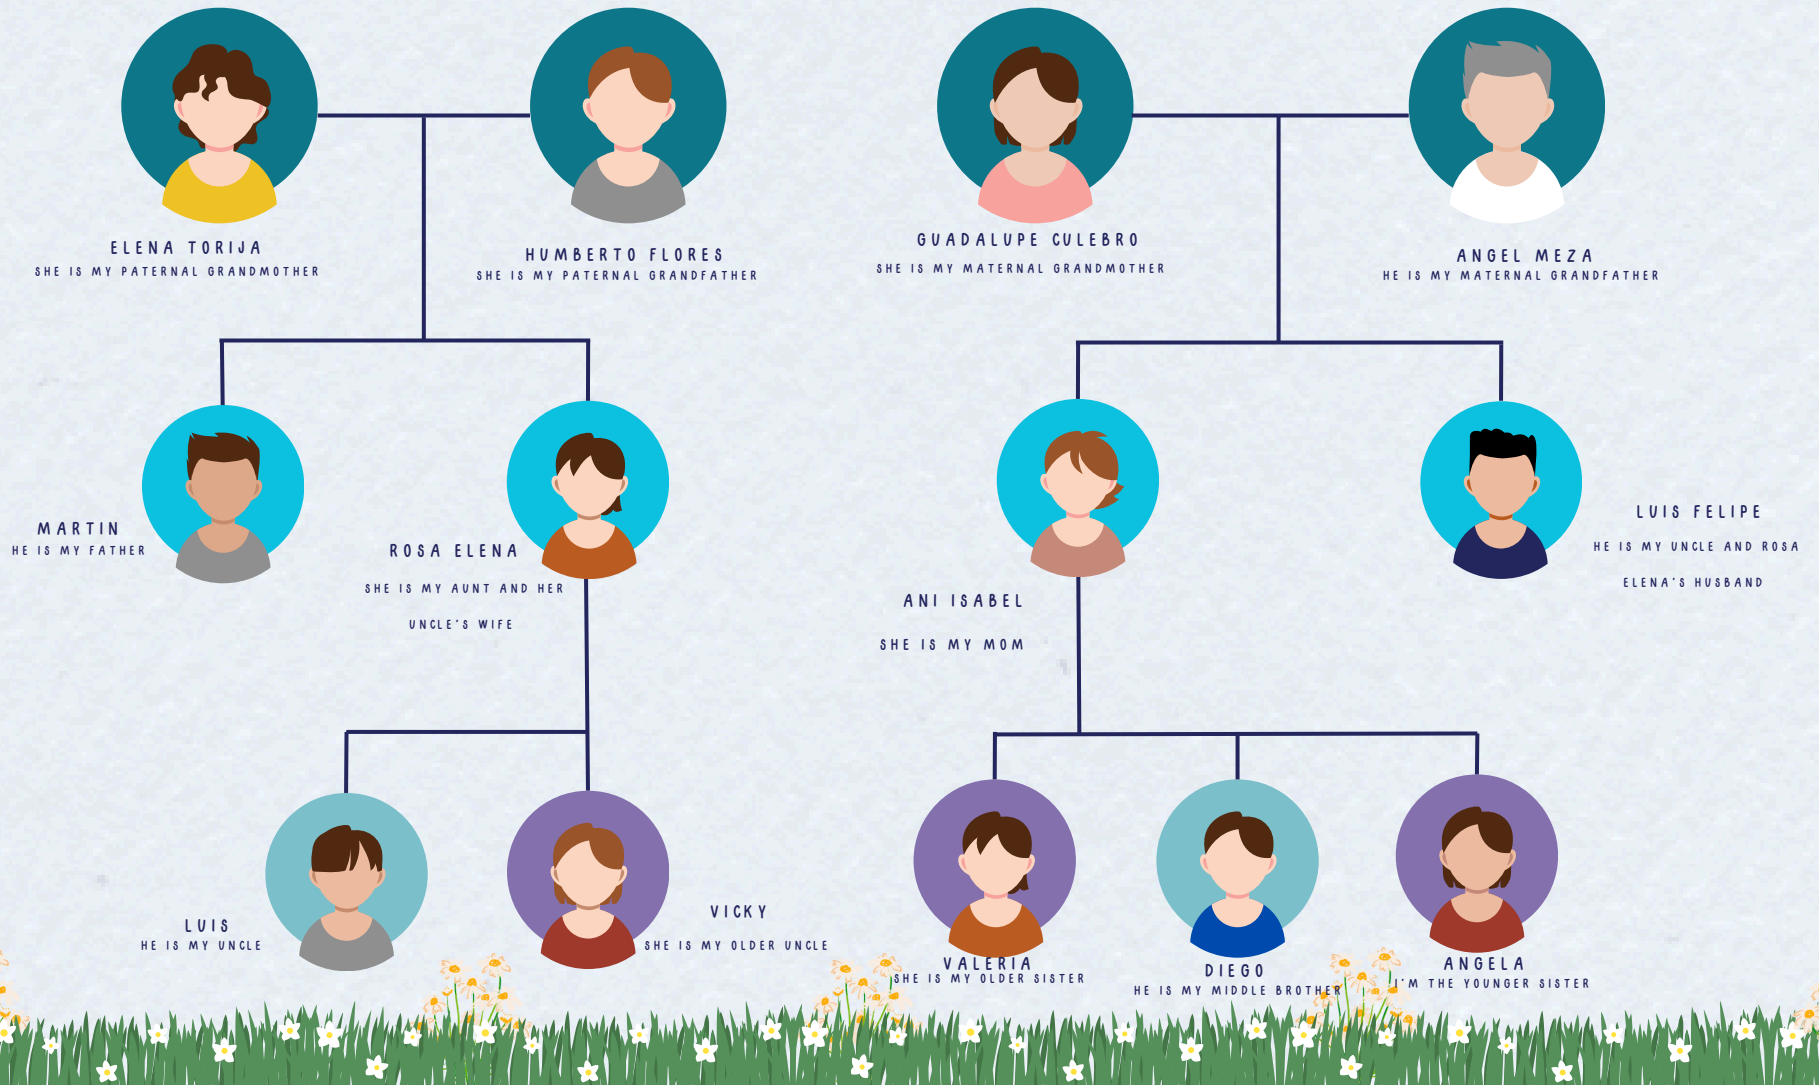 ELENA TORIJA
SHE IS MY PATERNAL GRANDMOTHER
HUMBERTO FLORES
SHE IS MY PATERNAL GRANDFATHER
GUADALUPE CULEBRO
SHE IS MY MATERNAL GRANDMOTHER
ANGEL MEZA
HE IS MY MATERNAL GRANDFATHER
MARTIN
HE IS MY FATHER
ROSA ELENA
SHE IS MY AUNT AND HER
UNCLE'S WIFE
ANI ISABEL
SHE IS MY MOM
LUIS FELIPE
HE IS MY UNCLE AND ROSA
ELENA'S HUSBAND
LUIS
HE IS MY UNCLE
VICKY
SHE IS MY OLDER UNCLE
VALERIA
SHE IS MY OLDER SISTER
DIEGO
HE IS MY MIDDLE BROTHER
ANGELA
I'M THE YOUNGER SISTER